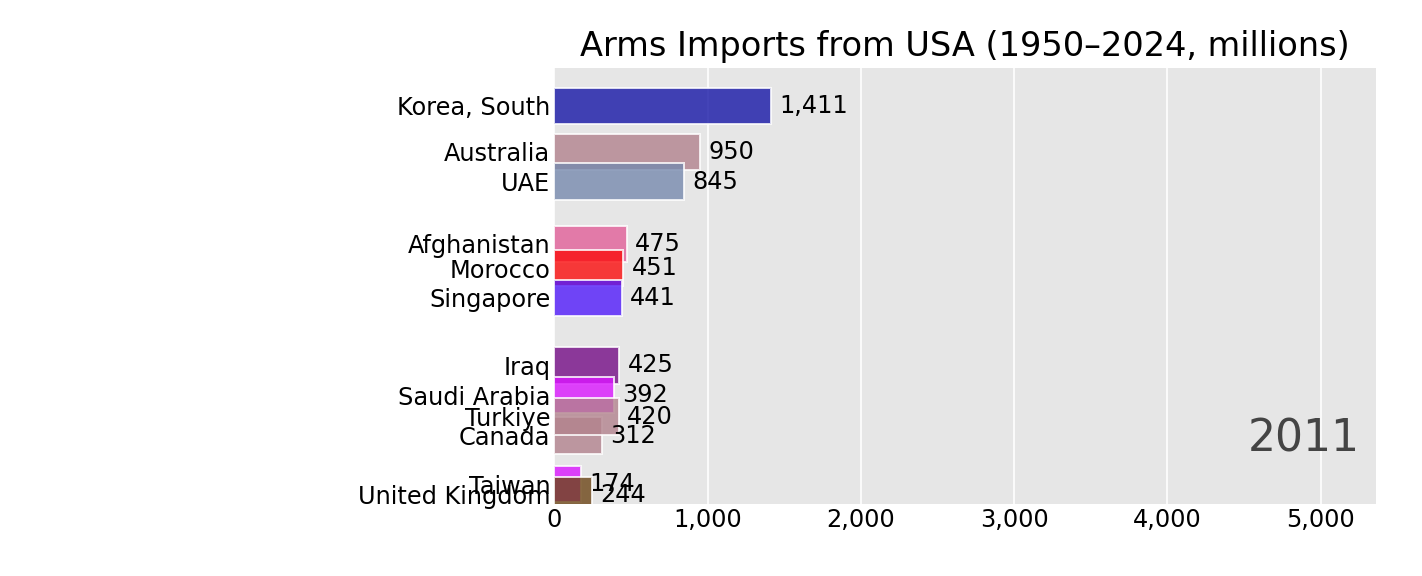 Arms Imports from USA (1950–2024, millions)
Korea, South 1,411
Australia 950
UAE 845
Afghanistan 475
Morocco 451
Singapore 441
Iraq 425
Saudi Arabia 392
Turkiye 420
Canada 312
2011
Taiwan 174
United Kingdom 244
0 1,000 2,000 3,000 4,000 5,000